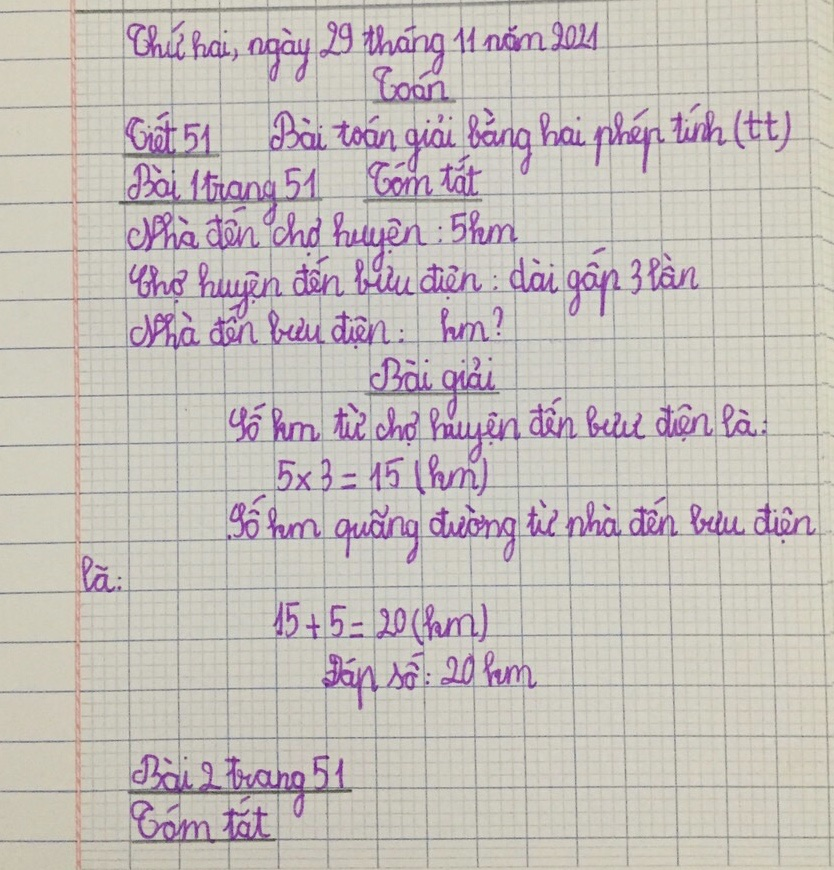 Thứ hai, ngày 29 tháng 11 năm 2021
Toán
Tiết 51 Bài toán giải bằng hai phép tính (tt)
Bài 1 trang 51 Tóm tắt
Nhà đến chợ huyện: 5km
Chợ huyện đến bưu điện: dài gấp 3 lần
Nhà đến bưu điện: km?
Bài giải
Số km từ chợ huyện đến bưu điện là:
5 x 3 = 15 (km)
Số km quãng đường từ nhà đến bưu điện
là:
15 + 5 = 20 (km)
Đáp số: 20 km
Bài 2 trang 51
Tóm tắt